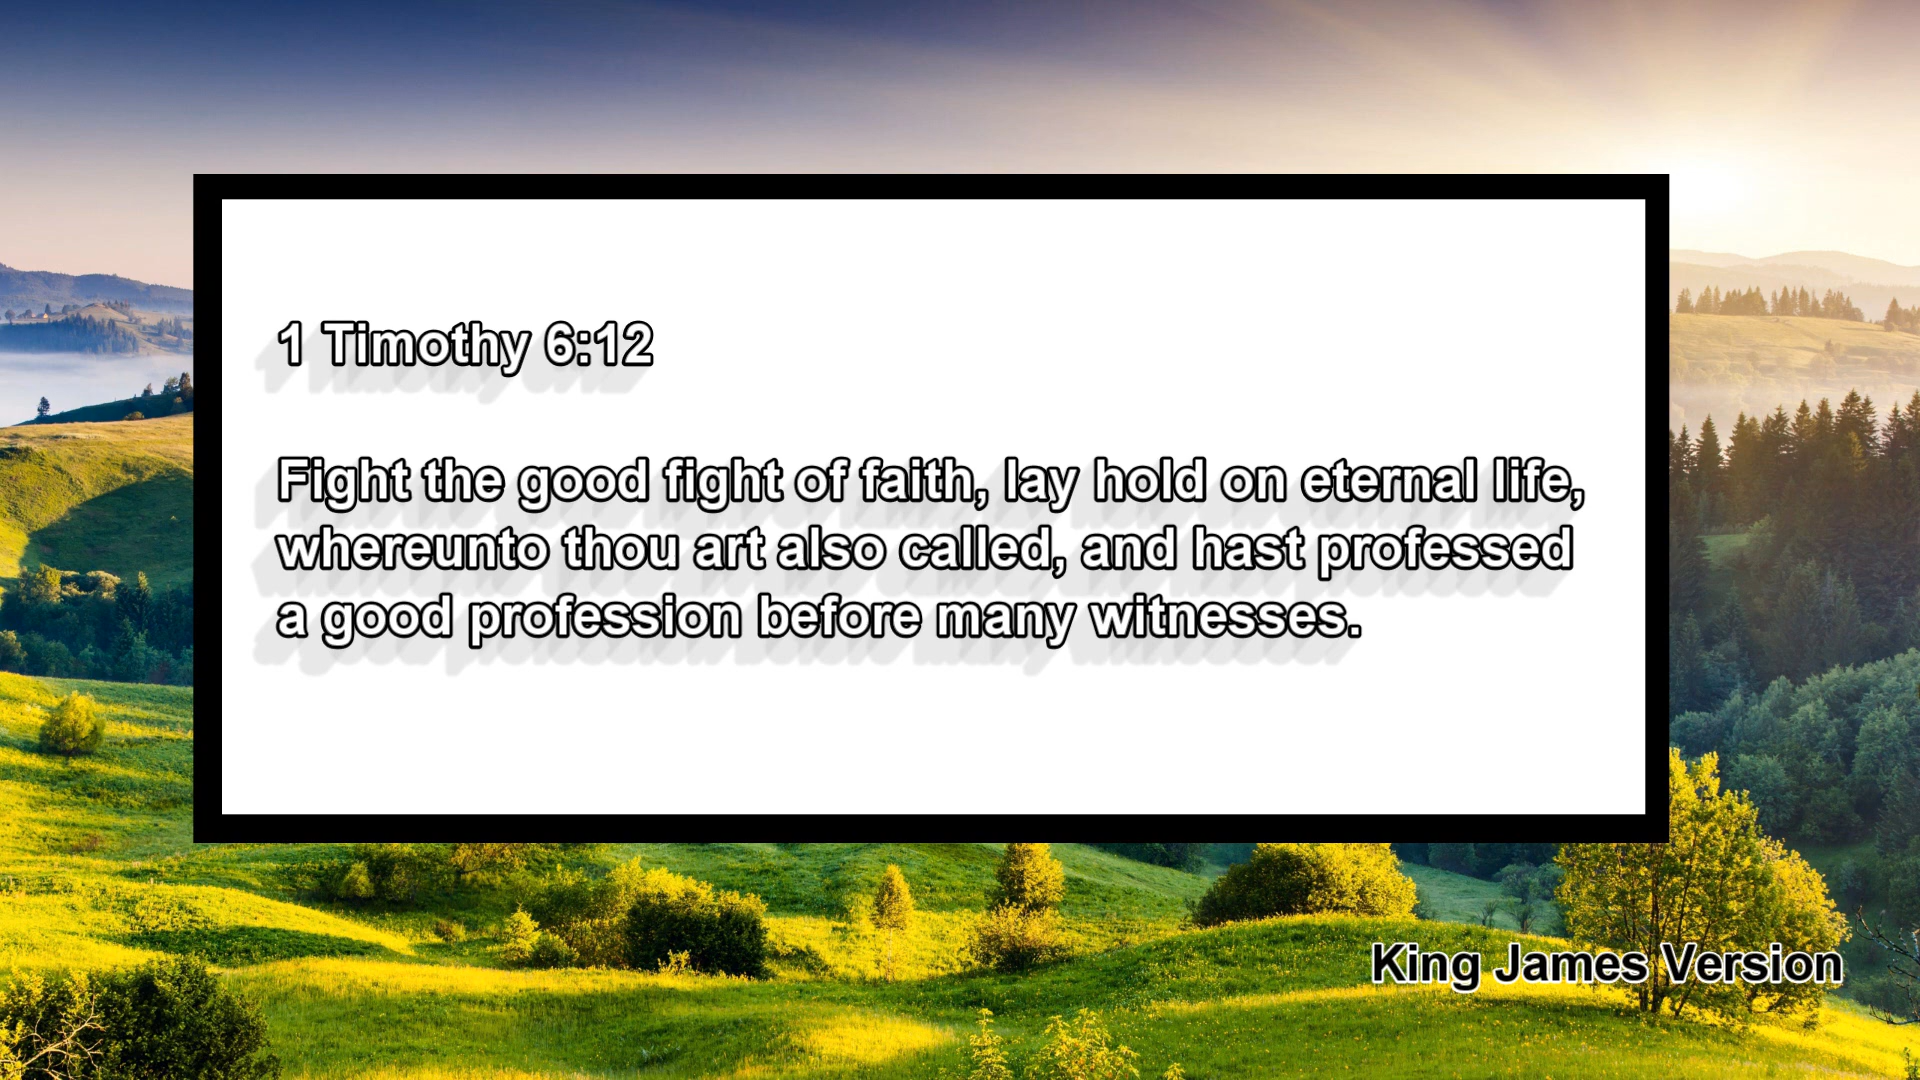 1 Timothy 6:12
Fight the good fight of faith, lay hold on eternal life,
whereunto thou art also called, and hast professed
a good profession before many witnesses.
King James Version